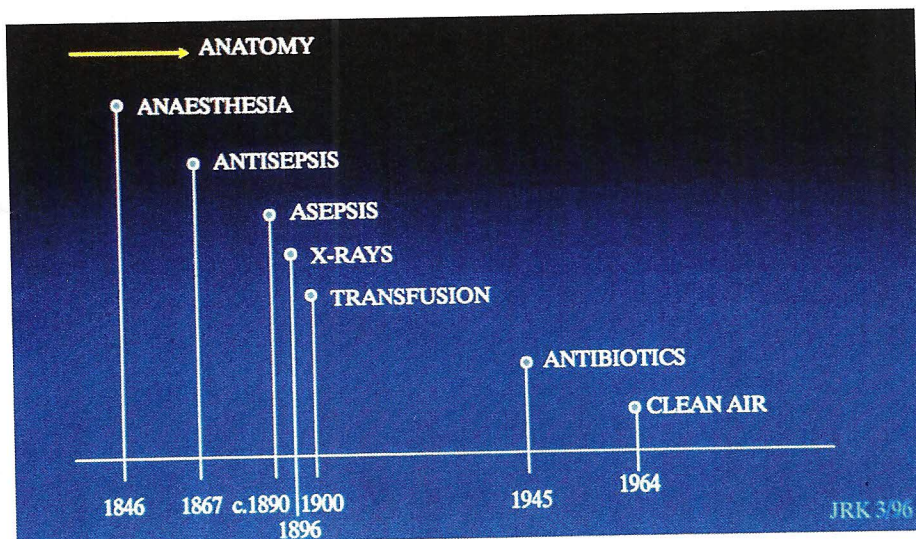 ANATOMY
ANAESTHESIA
ANTISEPSIS
ASEPSIS
X-RAYS
TRANSFUSION
ANTIBIOTICS
CLEAN AIR
1846 1867 c.1890 1900 1945 1964
1896
JRK 3/96